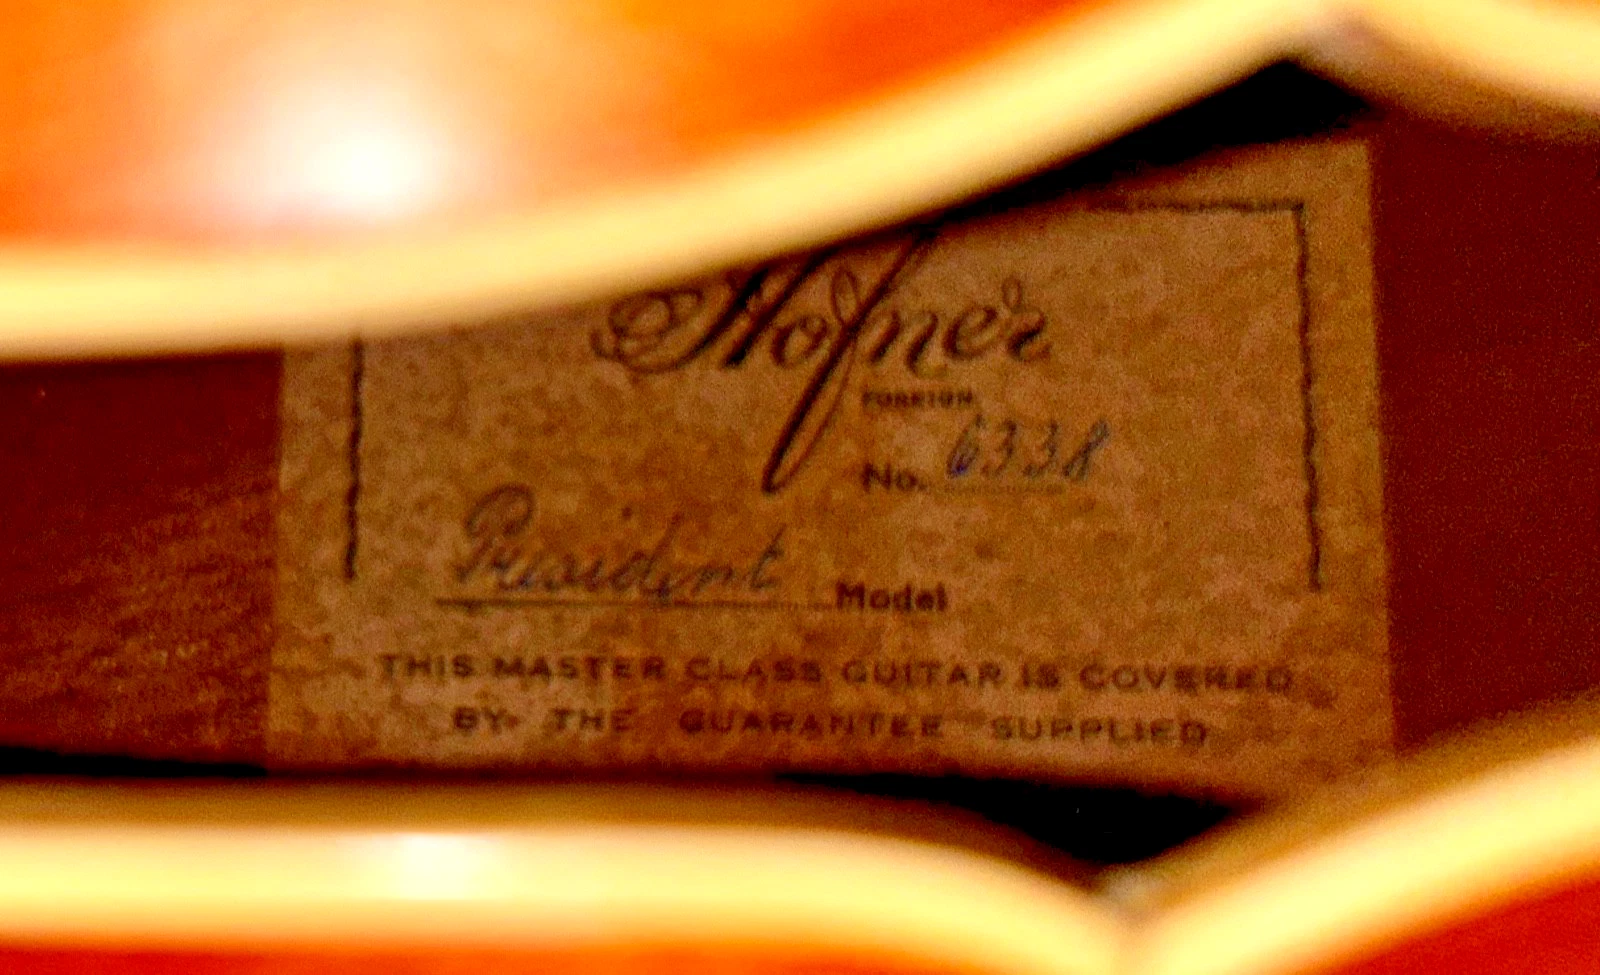 Hofner
FOREIGN
No. 6338
President Model
THIS MASTER CLASS GUITAR IS COVERED
BY THE GUARANTEE SUPPLIED